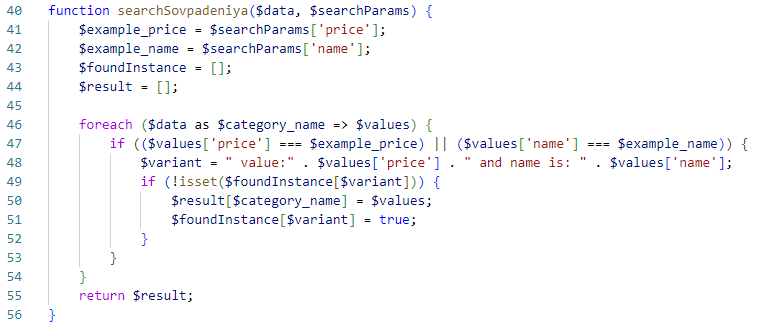 40 function searchSovpadeniya($data, $searchParams) {
41     $example_price = $searchParams['price'];
42     $example_name = $searchParams['name'];
43     $foundInstance = [];
44     $result = [];
45
46     foreach ($data as $category_name => $values) {
47         if (($values['price'] === $example_price) || ($values['name'] === $example_name)) {
48             $variant = " value:" . $values['price'] . " and name is: " . $values['name'];
49             if (!isset($foundInstance[$variant])) {
50                 $result[$category_name] = $values;
51                 $foundInstance[$variant] = true;
52             }
53         }
54     }
55     return $result;
56 }